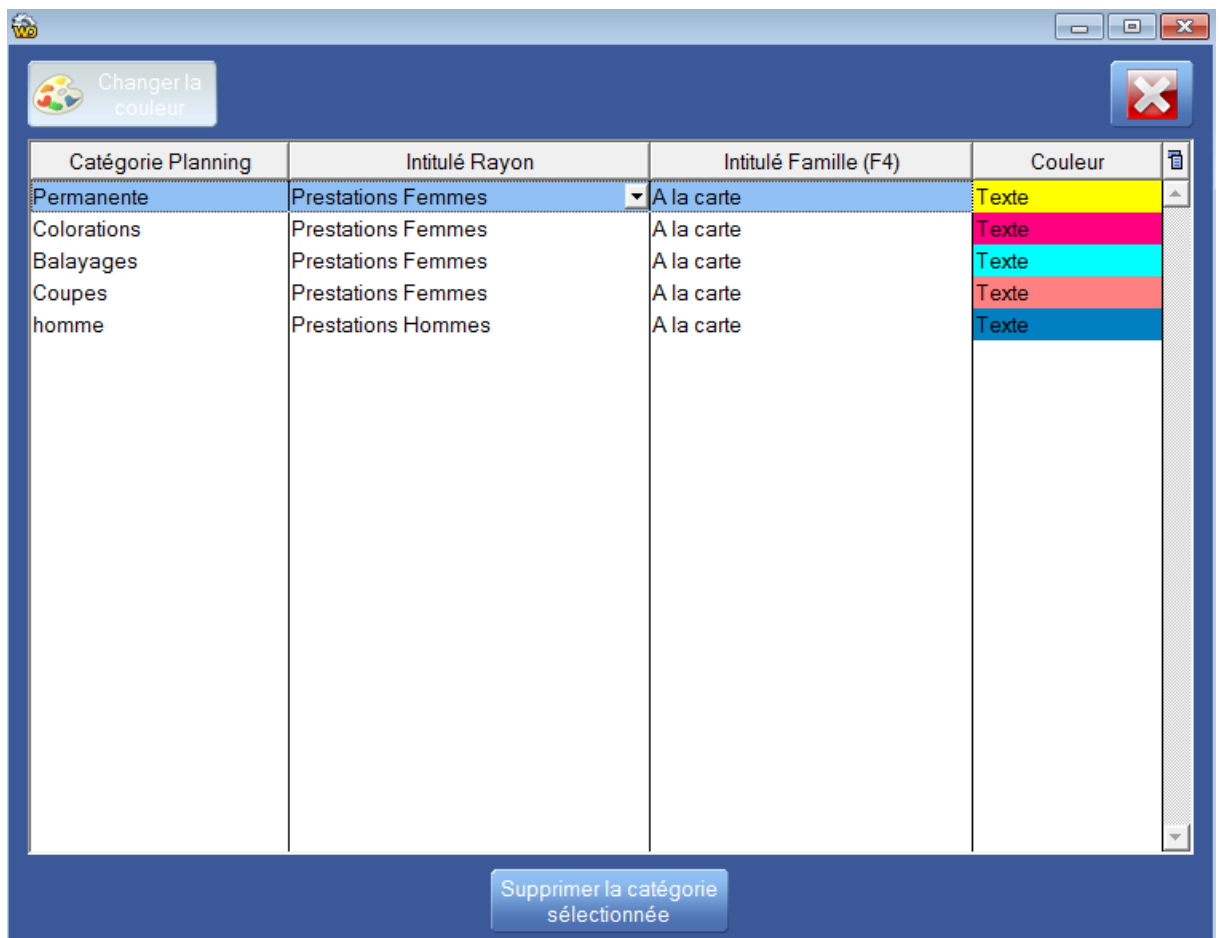 WD
Changer la
couleur
Catégorie Planning Intitulé Rayon Intitulé Famille (F4) Couleur
Permanente Prestations Femmes A la carte Texte
Colorations Prestations Femmes A la carte Texte
Balayages Prestations Femmes A la carte Texte
Coupes Prestations Femmes A la carte Texte
homme Prestations Hommes A la carte Texte
Supprimer la catégorie
sélectionnée